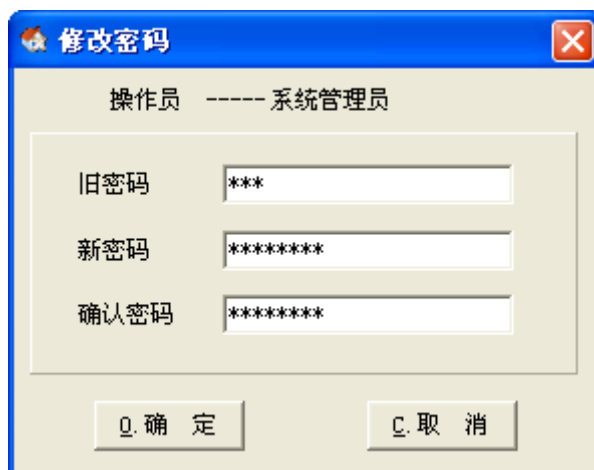 修改密码
操作员 -----系统管理员
旧密码 ***
新密码 ********
确认密码 ********
O.确 定 C.取 消